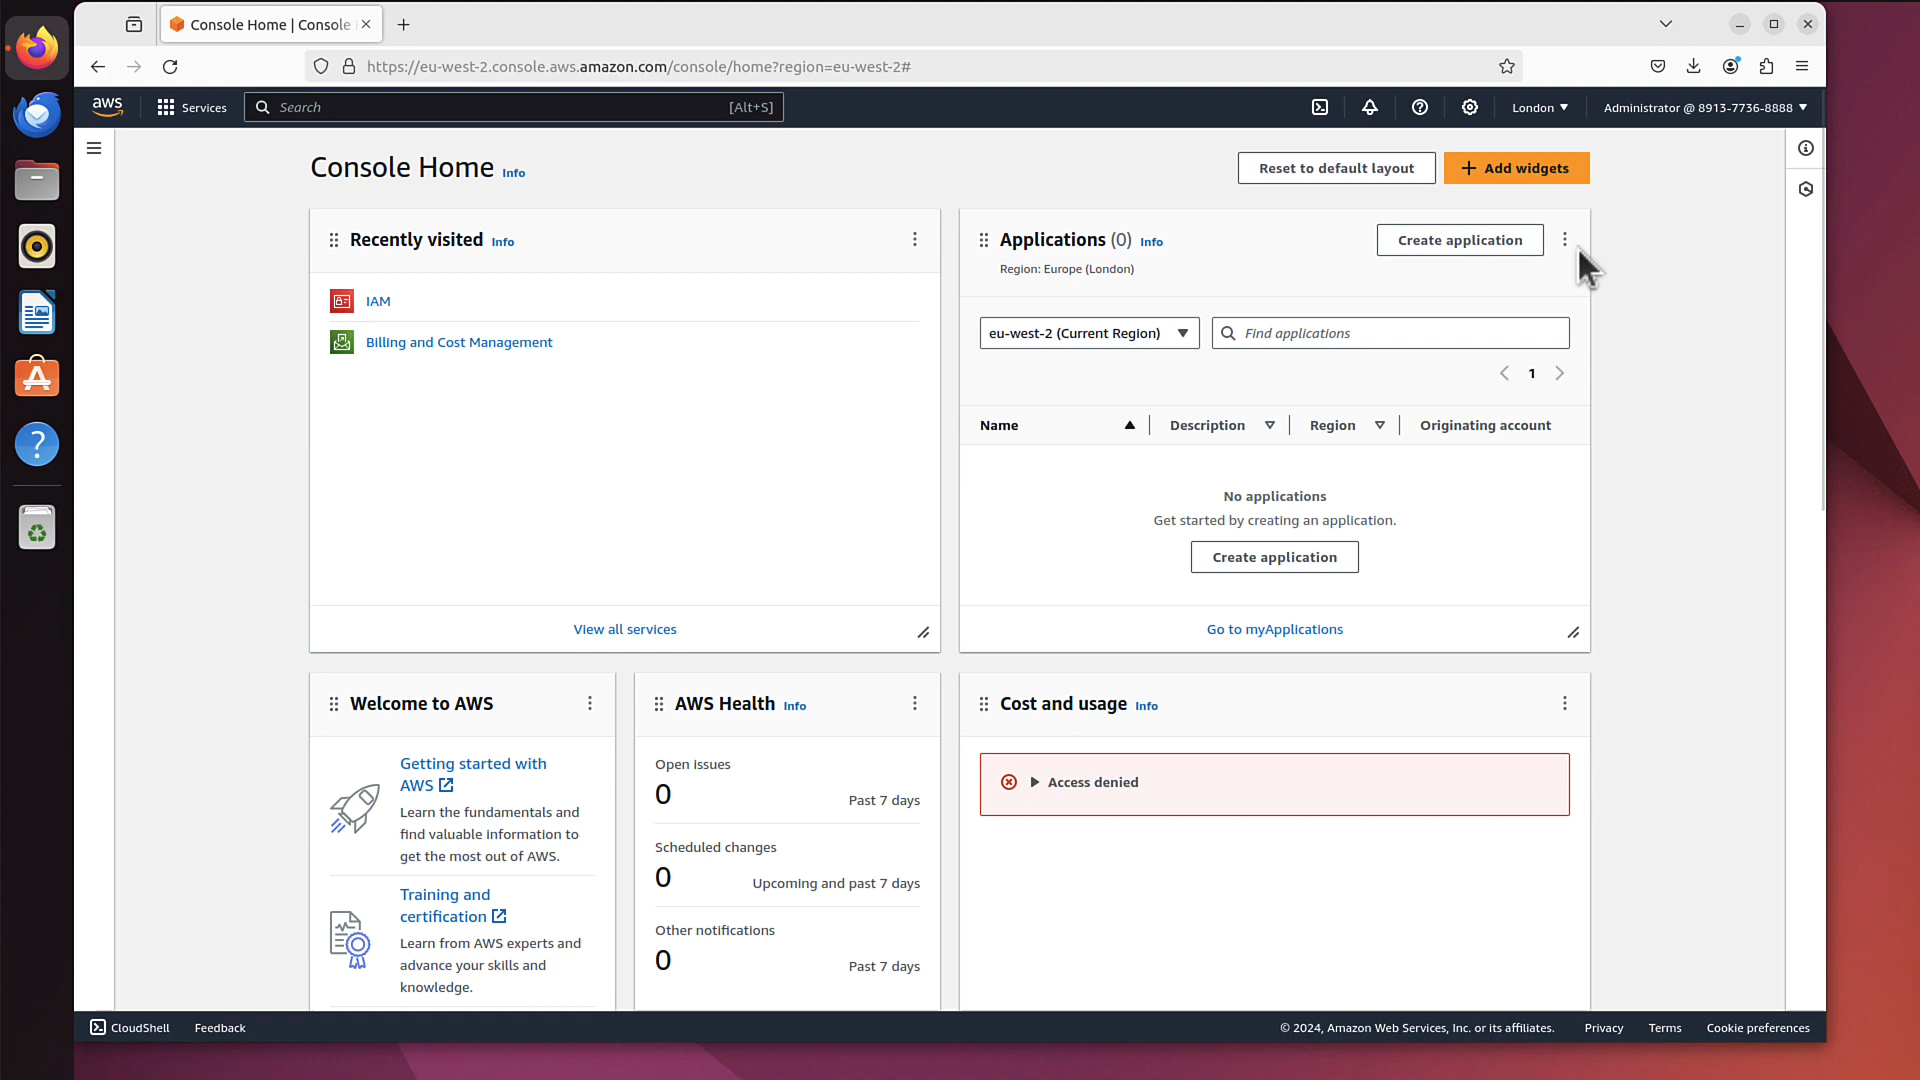 Console Home | Console
https://eu-west-2.console.aws.amazon.com/console/home?region=eu-west-2#
aws
Services
Search
[Alt+S]
London
Administrator @ 8913-7736-8888
Console Home Info
Reset to default layout
Add widgets
Recently visited Info
IAM
Billing and Cost Management
View all services
Applications (0) Info
Region: Europe (London)
Create application
eu-west-2 (Current Region)
Find applications
1
Name
Description
Region
Originating account
No applications
Get started by creating an application.
Create application
Go to myApplications
Welcome to AWS
Getting started with
AWS
Learn the fundamentals and
find valuable information to
get the most out of AWS.
Training and
certification
Learn from AWS experts and
advance your skills and
knowledge.
AWS Health Info
Open issues
0
Past 7 days
Scheduled changes
0
Upcoming and past 7 days
Other notifications
0
Past 7 days
Cost and usage Info
Access denied
CloudShell
Feedback
© 2024, Amazon Web Services, Inc. or its affiliates.
Privacy
Terms
Cookie preferences